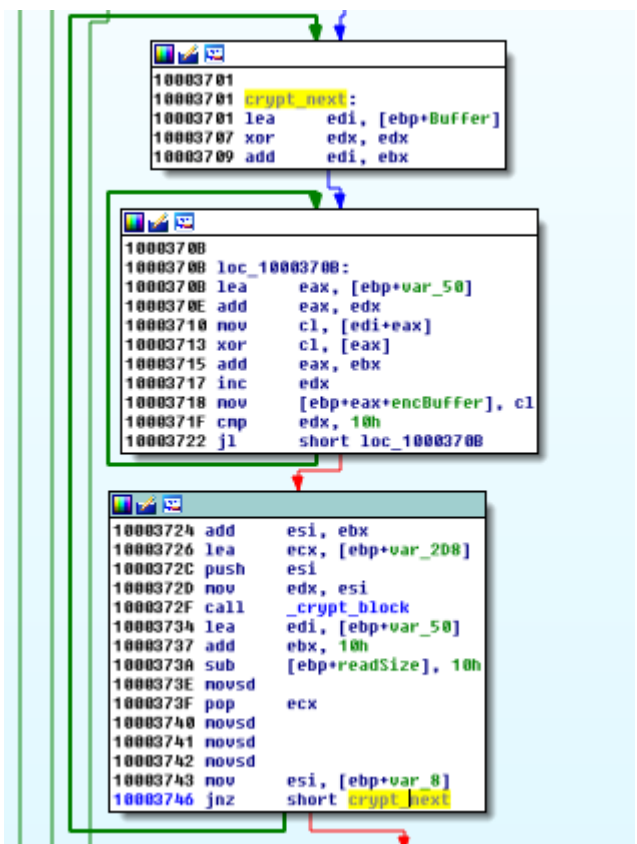 10003701
10003701 crypt_next:
10003701 lea edi, [ebp+Buffer]
10003707 xor edx, edx
10003709 add edi, ebx
1000370B
1000370B loc_1000370B:
1000370B lea eax, [ebp+var_50]
1000370E add eax, edx
10003710 mov cl, [edi+eax]
10003713 xor cl, [eax]
10003715 add eax, ebx
10003717 inc edx
10003718 mov [ebp+eax+encBuffer], cl
1000371F cmp edx, 10h
10003722 jl short loc_1000370B
10003724 add esi, ebx
10003726 lea ecx, [ebp+var_2D8]
1000372C push esi
1000372D mov edx, esi
1000372F call _crypt_block
10003734 lea edi, [ebp+var_50]
10003737 add ebx, 10h
1000373A sub [ebp+readSize], 10h
1000373E movsd
1000373F pop ecx
10003740 movsd
10003741 movsd
10003742 movsd
10003743 mov esi, [ebp+var_8]
10003746 jnz short crypt_next